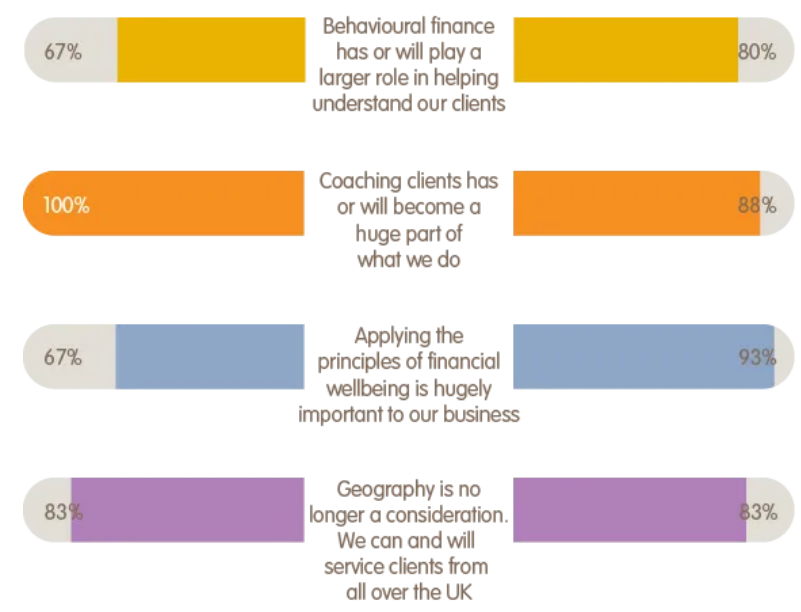 67%
Behavioural finance
has or will play a
larger role in helping
understand our clients
80%
100%
Coaching clients has
or will become a
huge part of
what we do
88%
67%
Applying the
principles of financial
wellbeing is hugely
important to our business
93%
83%
Geography is no
longer a consideration.
We can and will
service clients from
all over the UK
83%